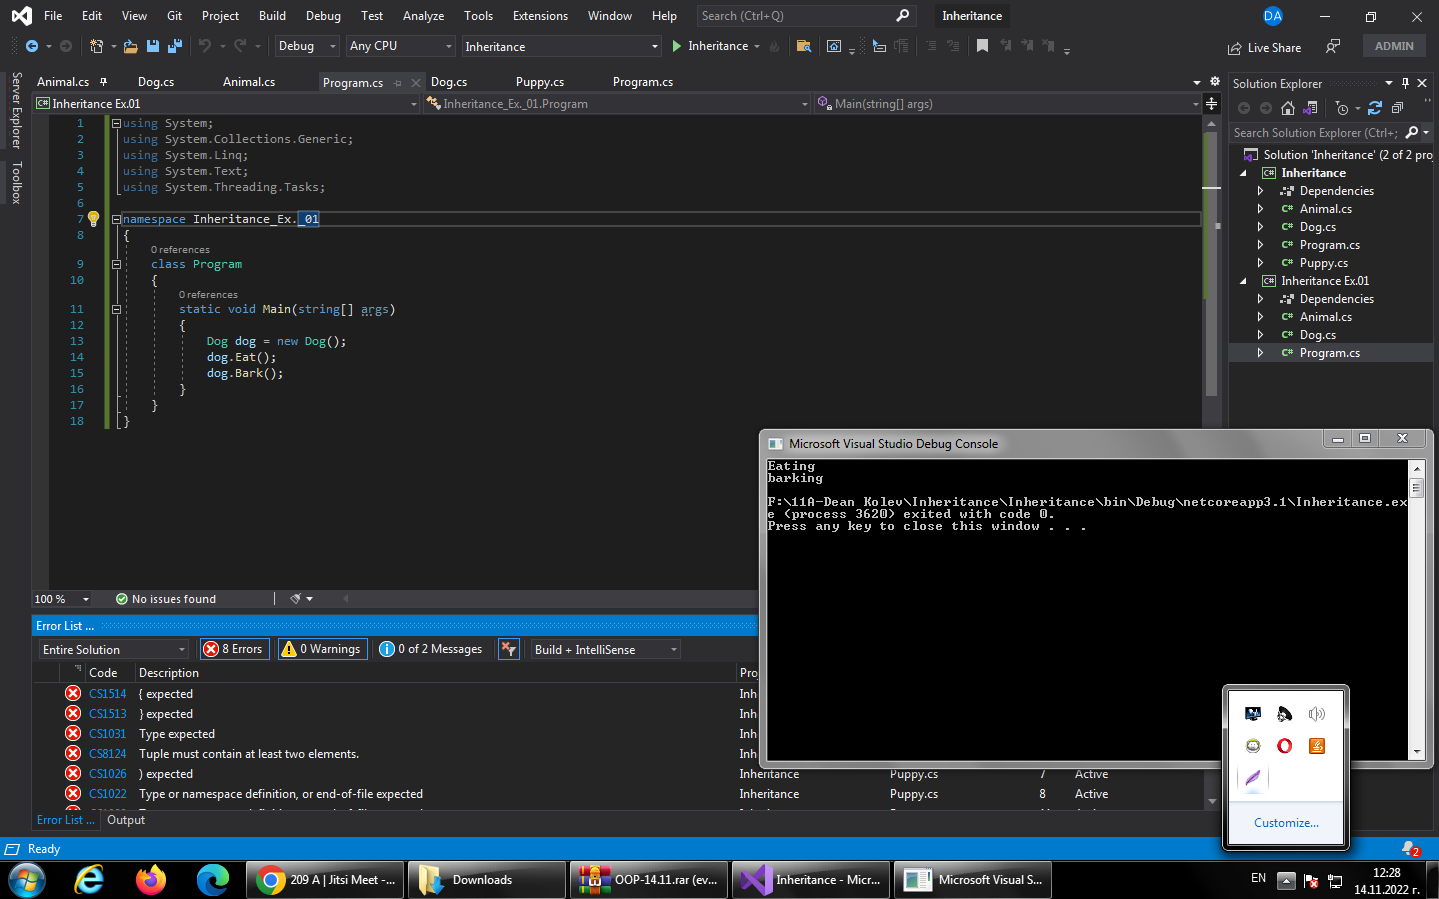 File Edit View Git Project Build Debug Test Analyze Tools Extensions Window Help Search (Ctrl+Q) Inheritance DA
Debug Any CPU Inheritance Inheritance Live Share ADMIN
Server Explorer
Toolbox
Animal.cs Dog.cs Animal.cs Program.cs Dog.cs Puppy.cs Program.cs
Inheritance Ex.01 Inheritance_Ex._01.Program Main(string[] args)
1 using System;
2 using System.Collections.Generic;
3 using System.Linq;
4 using System.Text;
5 using System.Threading.Tasks;
6
7 namespace Inheritance_Ex._01
8 {
0 references
9 class Program
10 {
0 references
11 static void Main(string[] args)
12 {
13 Dog dog = new Dog();
14 dog.Eat();
15 dog.Bark();
16 }
17 }
18 }
Solution Explorer
Search Solution Explorer (Ctrl+;
Solution 'Inheritance' (2 of 2 proj
Inheritance
Dependencies
Animal.cs
Dog.cs
Program.cs
Puppy.cs
Inheritance Ex.01
Dependencies
Animal.cs
Dog.cs
Program.cs
Microsoft Visual Studio Debug Console
Eating
barking
F:\11A-Dean Kolev\Inheritance\Inheritance\bin\Debug\netcoreapp3.1\Inheritance.ex
e (process 3620) exited with code 0.
Press any key to close this window . . .
100 % No issues found
Error List ...
Entire Solution 8 Errors 0 Warnings 0 of 2 Messages Build + IntelliSense
Code Description
CS1514 { expected
CS1513 } expected
CS1031 Type expected
CS8124 Tuple must contain at least two elements.
CS1026 ) expected Inheritance Puppy.cs 7 Active
CS1022 Type or namespace definition, or end-of-file expected Inheritance Puppy.cs 8 Active
Error List ... Output
Customize...
Ready 2
209 A | Jitsi Meet -... Downloads OOP-14.11.rar (ev... Inheritance - Micr... Microsoft Visual S... EN 12:28
14.11.2022 г.